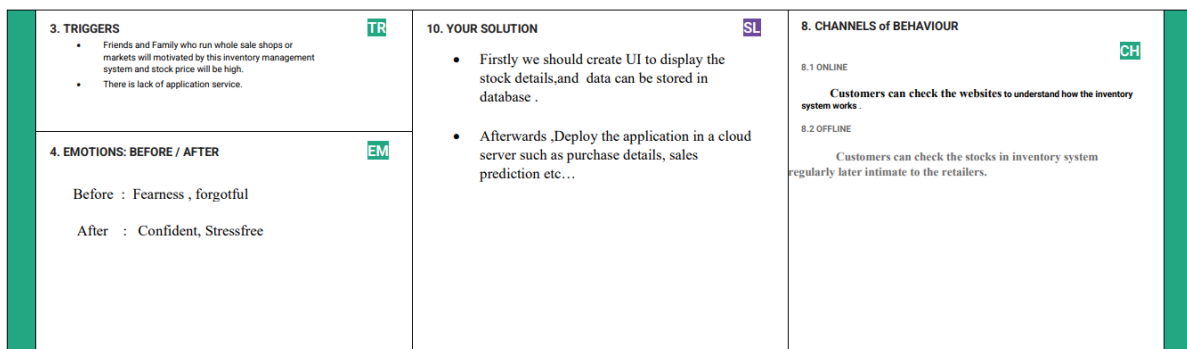 3. TRIGGERS
TR
• Friends and Family who run whole sale shops or
markets will motivated by this inventory management
system and stock price will be high.
• There is lack of application service.
4. EMOTIONS: BEFORE / AFTER
EM
Before : Fearness , forgotful
After : Confident, Stressfree
10. YOUR SOLUTION
SL
• Firstly we should create UI to display the
stock details,and data can be stored in
database .
• Afterwards ,Deploy the application in a cloud
server such as purchase details, sales
prediction etc…
8. CHANNELS of BEHAVIOUR
CH
8.1 ONLINE
Customers can check the websites to understand how the inventory
system works .
8.2 OFFLINE
Customers can check the stocks in inventory system
regularly later intimate to the retailers.